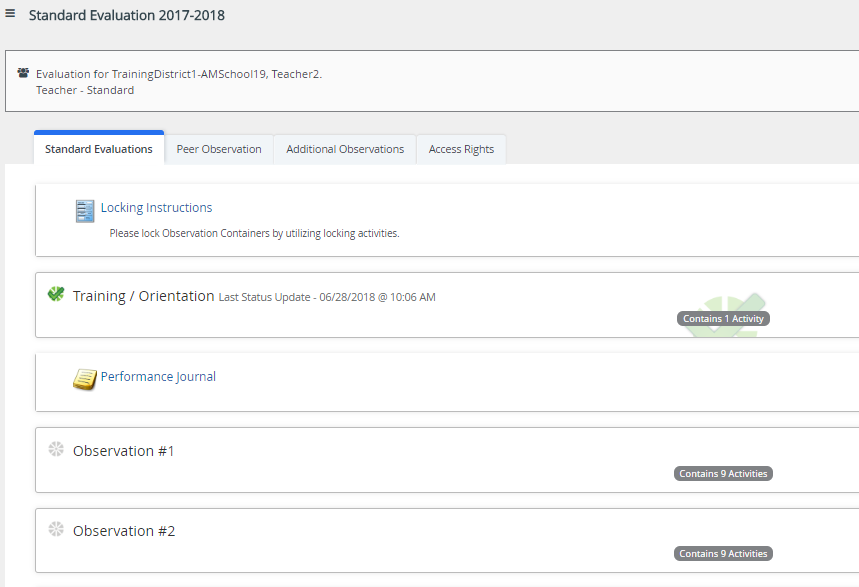 Standard Evaluation 2017-2018
Evaluation for TrainingDistrict1-AMSchool19, Teacher2.
Teacher - Standard
Standard Evaluations Peer Observation Additional Observations Access Rights
Locking Instructions
Please lock Observation Containers by utilizing locking activities.
Training / Orientation Last Status Update - 06/28/2018 @ 10:06 AM
Contains 1 Activity
Performance Journal
Observation #1
Contains 9 Activities
Observation #2
Contains 9 Activities